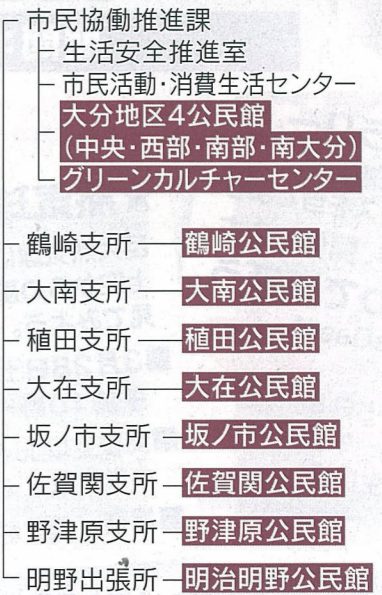 市民協働推進課
生活安全推進室
市民活動・消費生活センター
大分地区4公民館
(中央・西部・南部・南大分)
グリーンカルチャーセンター
鶴崎支所 鶴崎公民館
大南支所 大南公民館
稙田支所 稙田公民館
大在支所 大在公民館
坂ノ市支所 坂ノ市公民館
佐賀関支所 佐賀関公民館
野津原支所 野津原公民館
明野出張所 明治明野公民館